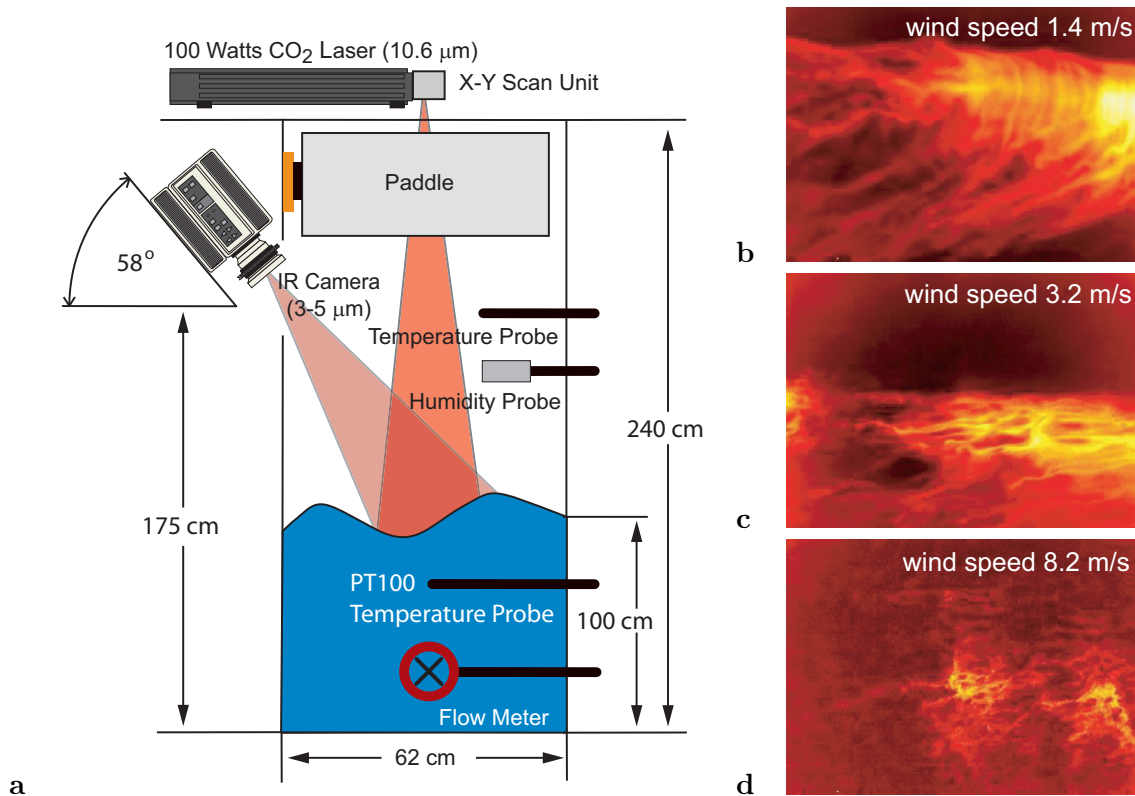 100 Watts CO₂ Laser (10.6 μm)
X-Y Scan Unit
Paddle
58°
IR Camera
(3-5 μm)
Temperature Probe
Humidity Probe
240 cm
175 cm
PT100
Temperature Probe
100 cm
Flow Meter
62 cm
a
wind speed 1.4 m/s
b
wind speed 3.2 m/s
c
wind speed 8.2 m/s
d